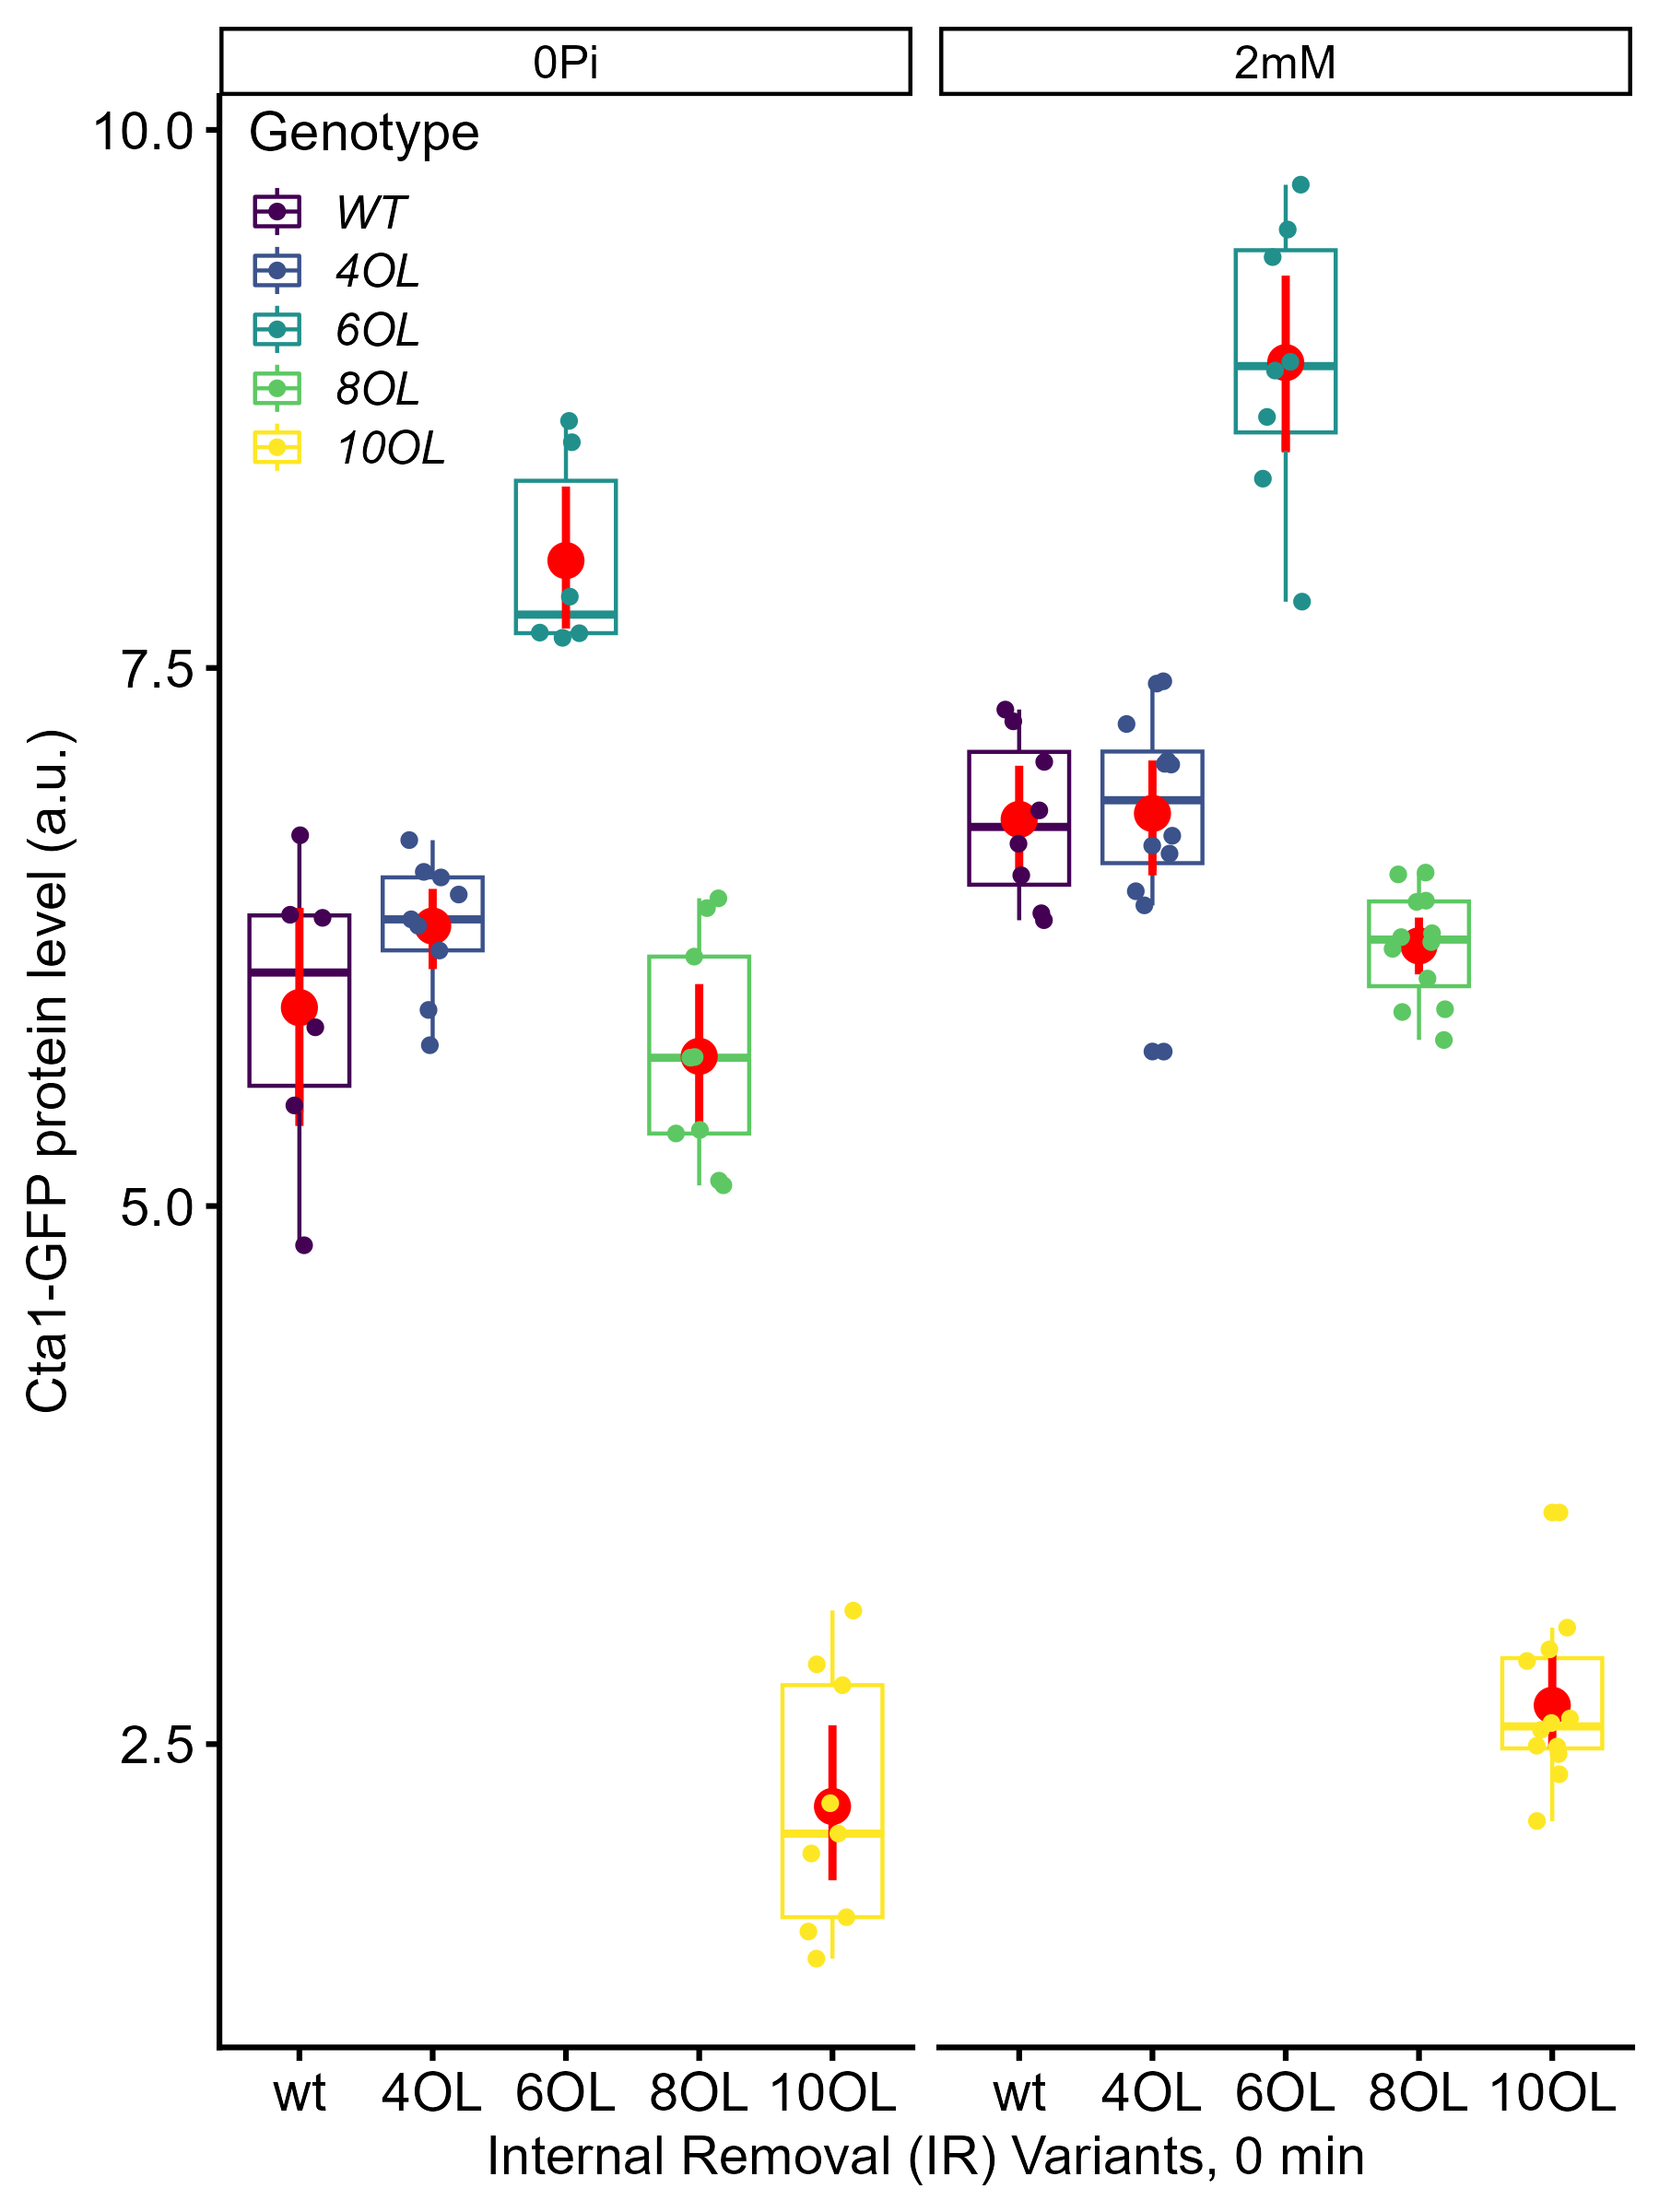 0Pi
2mM
Genotype
WT
4OL
6OL
8OL
10OL
10.0
7.5
5.0
2.5
Cta1-GFP protein level (a.u.)
wt 4OL 6OL 8OL 10OL
wt 4OL 6OL 8OL 10OL
Internal Removal (IR) Variants, 0 min